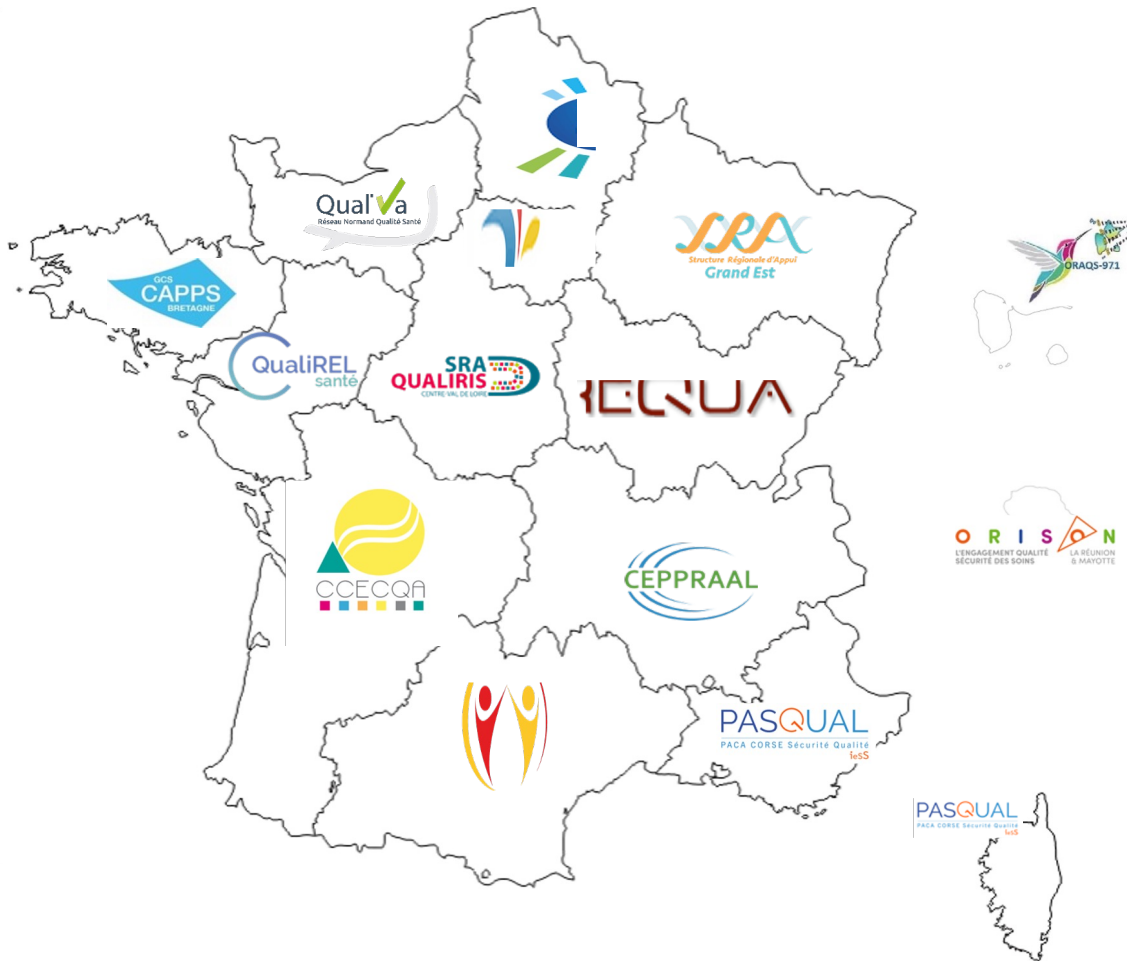 Qual'Va
Réseau Normand Qualité Santé
SRA
Structure Régionale d'Appui
Grand Est
ORAQS-971
GCS
CAPPS
BRETAGNE
QualiREL
santé
SRA
QUALIRIS
CENTRE VAL DE LOIRE
REQUA
ORISON
L'ENGAGEMENT QUALITÉ
SÉCURITÉ DES SOINS
LA RÉUNION
& MAYOTTE
CCECQA
CEPPRAAL
PASQUAL
PACA CORSE Sécurité Qualité
iesS
PASQUAL
PACA CORSE Sécurité Qualité
iesS